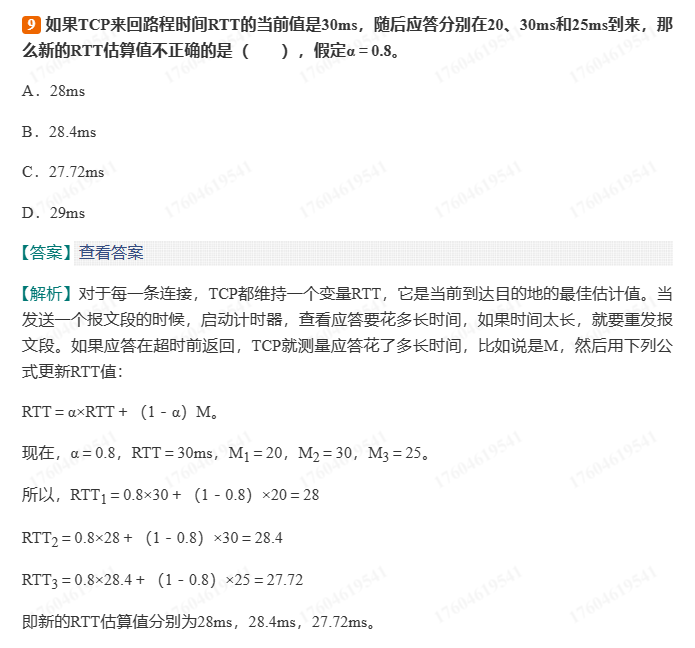 9 如果TCP来回路程时间RTT的当前值是30ms，随后应答分别在20、30ms和25ms到来，那
么新的RTT估算值不正确的是（　　），假定α＝0.8。
A．28ms
B．28.4ms
C．27.72ms
D．29ms
【答案】查看答案
【解析】对于每一条连接，TCP都维持一个变量RTT，它是当前到达目的地的最佳估计值。当
发送一个报文段的时候，启动计时器，查看应答要花多长时间，如果时间太长，就要重发报
文段。如果应答在超时前返回，TCP就测量应答花了多长时间，比如说是M，然后用下列公
式更新RTT值：
RTT＝α×RTT＋（1－α）M。
现在，α＝0.8，RTT＝30ms，M₁＝20，M₂＝30，M₃＝25。
所以，RTT₁＝0.8×30＋（1－0.8）×20＝28
RTT₂＝0.8×28＋（1－0.8）×30＝28.4
RTT₃＝0.8×28.4＋（1－0.8）×25＝27.72
即新的RTT估算值分别为28ms，28.4ms，27.72ms。
17604619541